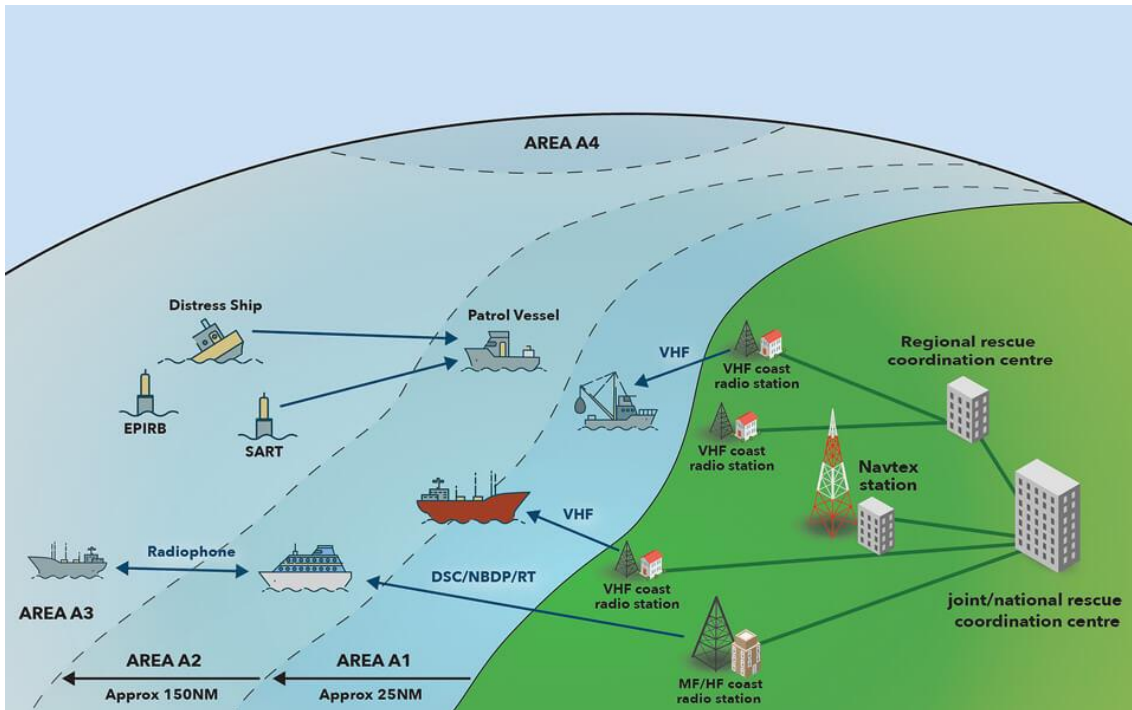 AREA A4
Distress Ship
Patrol Vessel
VHF
VHF coast
radio station
Regional rescue
coordination centre
EPIRB
SART
VHF coast
radio station
Navtex
station
VHF
Radiophone
DSC/NBDP/RT
VHF coast
radio station
joint/national rescue
coordination centre
AREA A3
AREA A2
Approx 150NM
AREA A1
Approx 25NM
MF/HF coast
radio station